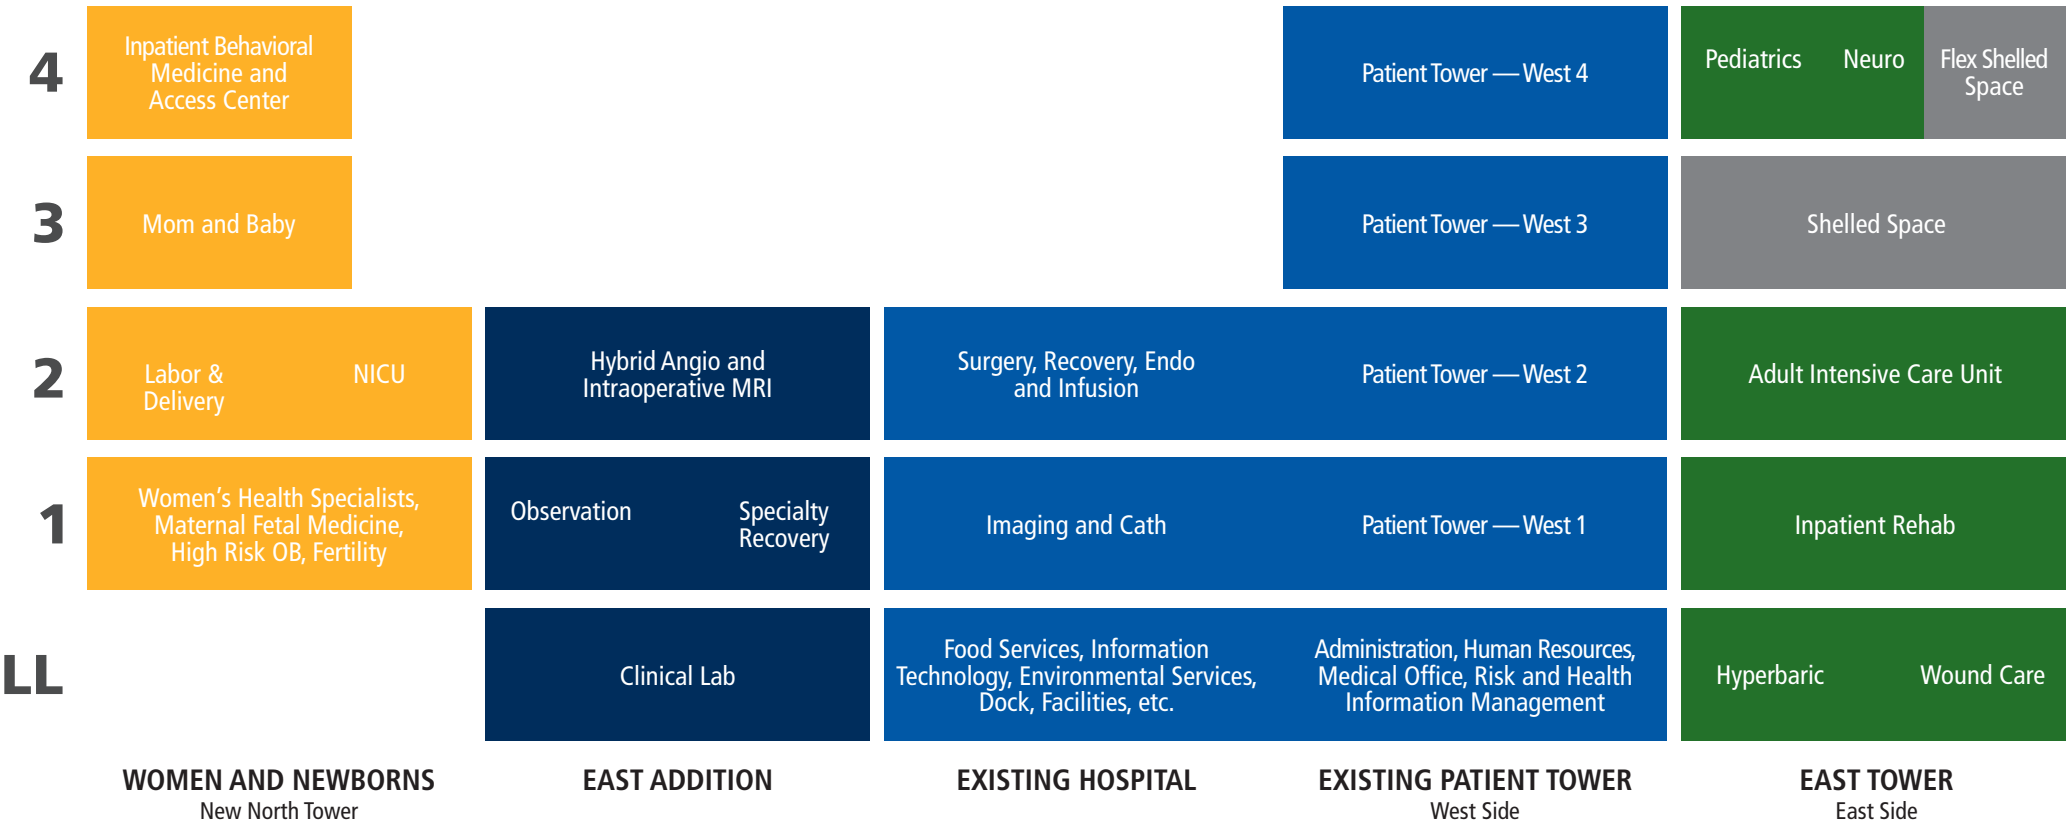 4
Inpatient Behavioral
Medicine and
Access Center
Patient Tower — West 4
Pediatrics
Neuro
Flex Shelled
Space
3
Mom and Baby
Patient Tower — West 3
Shelled Space
2
Labor &
Delivery
NICU
Hybrid Angio and
Intraoperative MRI
Surgery, Recovery, Endo
and Infusion
Patient Tower — West 2
Adult Intensive Care Unit
1
Women’s Health Specialists,
Maternal Fetal Medicine,
High Risk OB, Fertility
Observation
Specialty
Recovery
Imaging and Cath
Patient Tower — West 1
Inpatient Rehab
LL
Clinical Lab
Food Services, Information
Technology, Environmental Services,
Dock, Facilities, etc.
Administration, Human Resources,
Medical Office, Risk and Health
Information Management
Hyperbaric
Wound Care
WOMEN AND NEWBORNS
New North Tower
EAST ADDITION
EXISTING HOSPITAL
EXISTING PATIENT TOWER
West Side
EAST TOWER
East Side